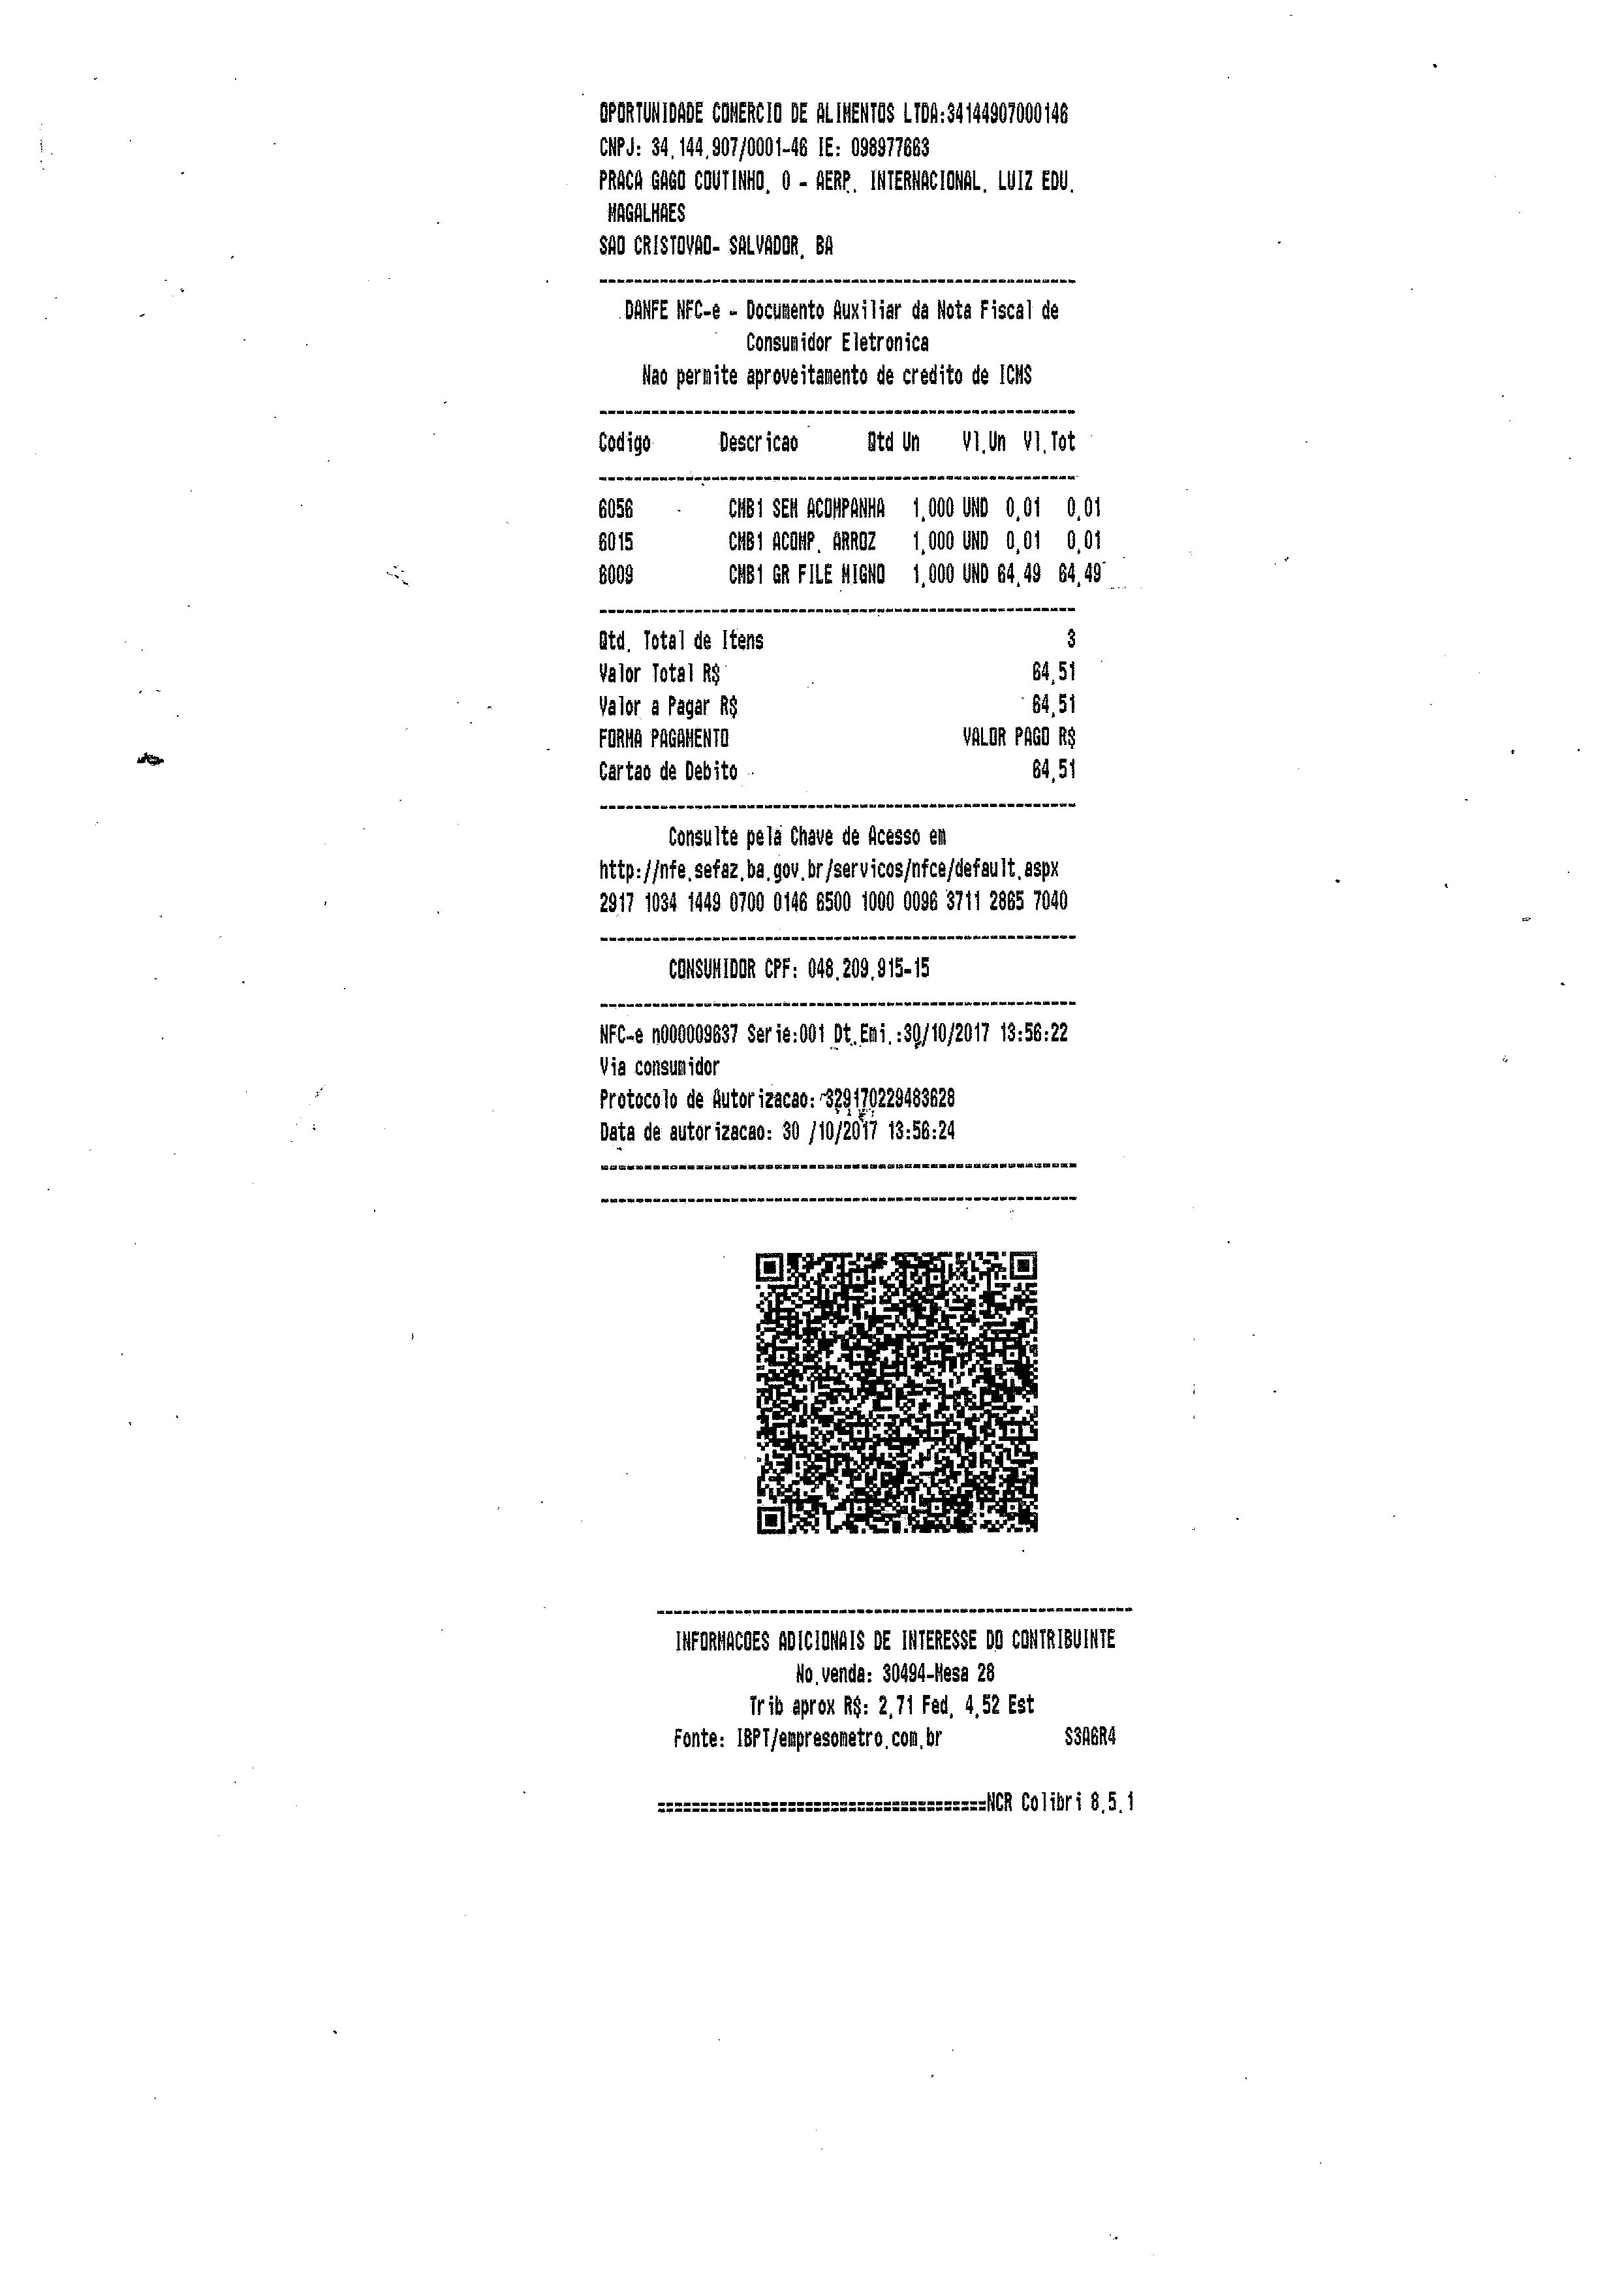 OPORTUNIDADE COMERCIO DE ALIMENTOS LTDA:34144907000146
CNPJ: 34.144.907/0001-46 IE: 098977663
PRACA GAGO COUTINHO, 0 - AERP. INTERNACIONAL. LUIZ EDU.
MAGALHAES
SAO CRISTOVAO- SALVADOR, BA
DANFE NFC-e - Documento Auxiliar da Nota Fiscal de
Consumidor Eletronica
Nao permite aproveitamento de credito de ICMS
Codigo Descricao Qtd Un Vl.Un Vl.Tot
6056 CMB1 SEM ACOMPANHA 1,000 UND 0,01 0,01
6015 CMB1 ACOMP. ARROZ 1,000 UND 0,01 0,01
6009 CMB1 GR FILE MIGNO 1,000 UND 64,49 64,49
Qtd. Total de Itens 3
Valor Total R$ 64,51
Valor a Pagar R$ 64,51
FORMA PAGAMENTO VALOR PAGO R$
Cartao de Debito 64,51
Consulte pela Chave de Acesso em
http://nfe.sefaz.ba.gov.br/servicos/nfce/default.aspx
2917 1034 1449 0700 0146 6500 1000 0096 3711 2865 7040
CONSUMIDOR CPF: 048.209.915-15
NFC-e n000009637 Serie:001 Dt.Emi.:30/10/2017 13:56:22
Via consumidor
Protocolo de Autorizacao: 329170229483628
Data de autorizacao: 30 /10/2017 13:56:24
INFORMACOES ADICIONAIS DE INTERESSE DO CONTRIBUINTE
No.venda: 30494-Mesa 28
Trib aprox R$: 2,71 Fed, 4,52 Est
Fonte: IBPT/empresometro.com.br S3A6R4
======================================NCR Colibri 8.5.1